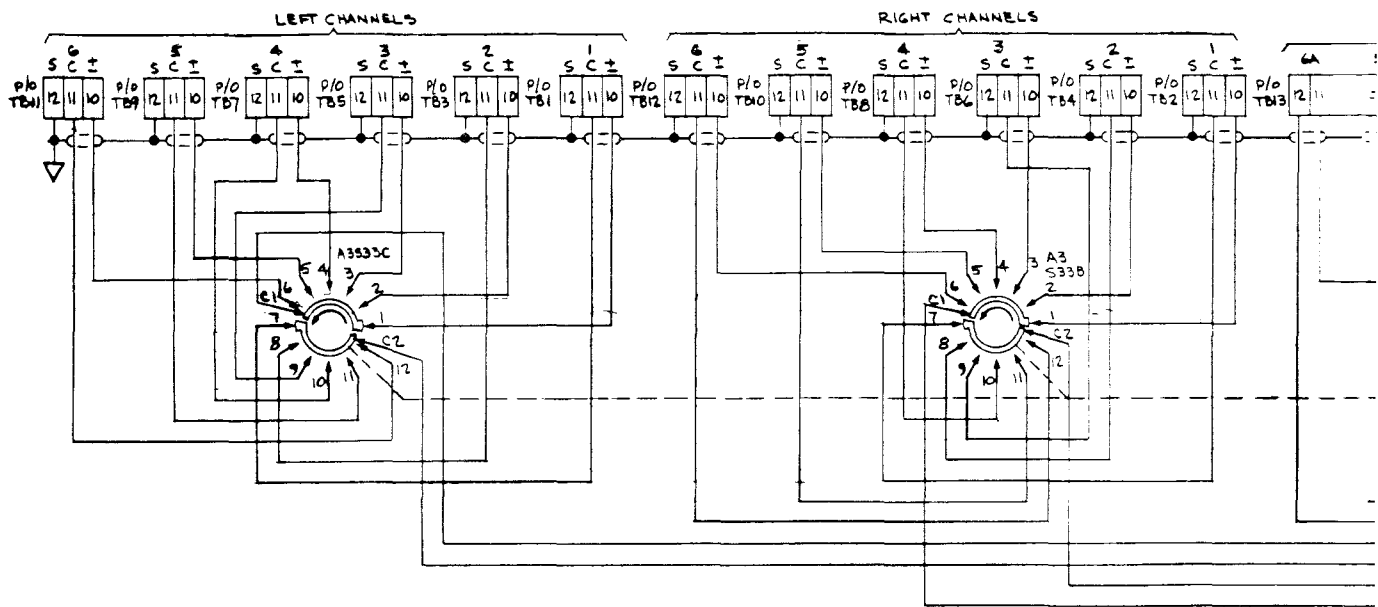 LEFT CHANNELS
RIGHT CHANNELS
6 5 4 3 2 1 6 5 4 3 2 1
S C ± S C ± S C ± S C ± S C ± S C ± S C ± S C ± S C ± S C ± S C ± S C ± 6A
P/O TB11 12 11 10
P/O TB9 12 11 10
P/O TB7 12 11 10
P/O TB5 12 11 10
P/O TB3 12 11 10
P/O TB1 12 11 10
P/O TB12 12 11 10
P/O TB10 12 11 10
P/O TB8 12 11 10
P/O TB6 12 11 10
P/O TB4 12 11 10
P/O TB2 12 11 10
P/O TB13 12 11
A3S33C
5 4 3
6 2
C1
7 1
C2
8 12
9 10 11
A3
S33B
5 4 3
6 2
C1
7 1
C2
8 12
9 10 11